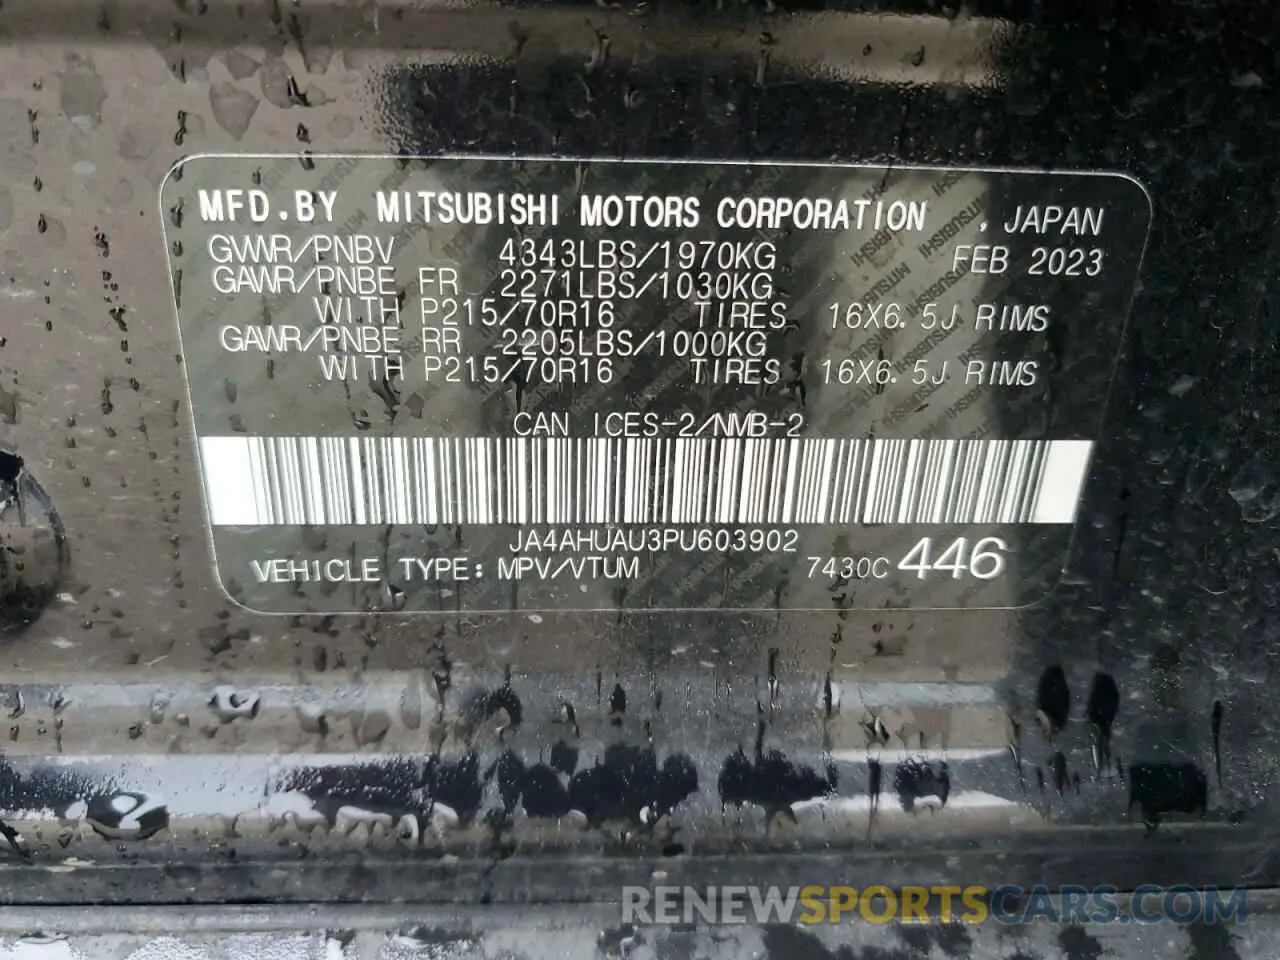 MFD.BY MITSUBISHI MOTORS CORPORATION , JAPAN
GVWR/PNBV 4343LBS/1970KG FEB 2023
GAWR/PNBE FR 2271LBS/1030KG
WITH P215/70R16 TIRES 16X6.5J RIMS
GAWR/PNBE RR 2205LBS/1000KG
WITH P215/70R16 TIRES 16X6.5J RIMS
CAN ICES-2/NMB-2
JA4AHUAU3PU603902
VEHICLE TYPE: MPV/VTUM 7430C 446
RENEWSPORTSCARS.COM